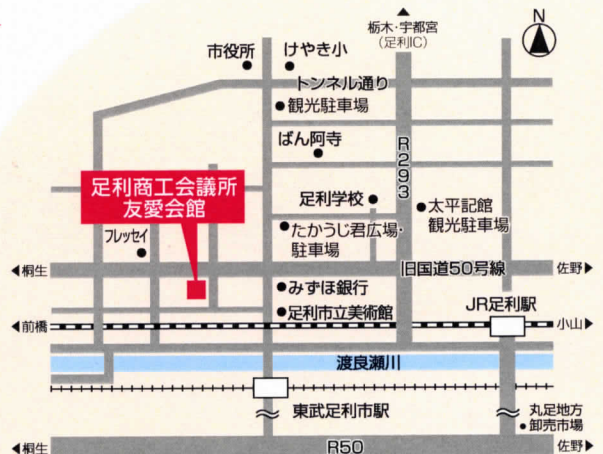 栃木・宇都宮
(足利IC)
N
市役所
けやき小
トンネル通り
観光駐車場
ばん阿寺
R293
足利商工会議所
友愛会館
足利学校
太平記館
観光駐車場
フレッセイ
たかうじ君広場・
駐車場
桐生
旧国道50号線
佐野
みずほ銀行
JR足利駅
足利市立美術館
前橋
小山
渡良瀬川
東武足利市駅
丸足地方
卸売市場
桐生
R50
佐野